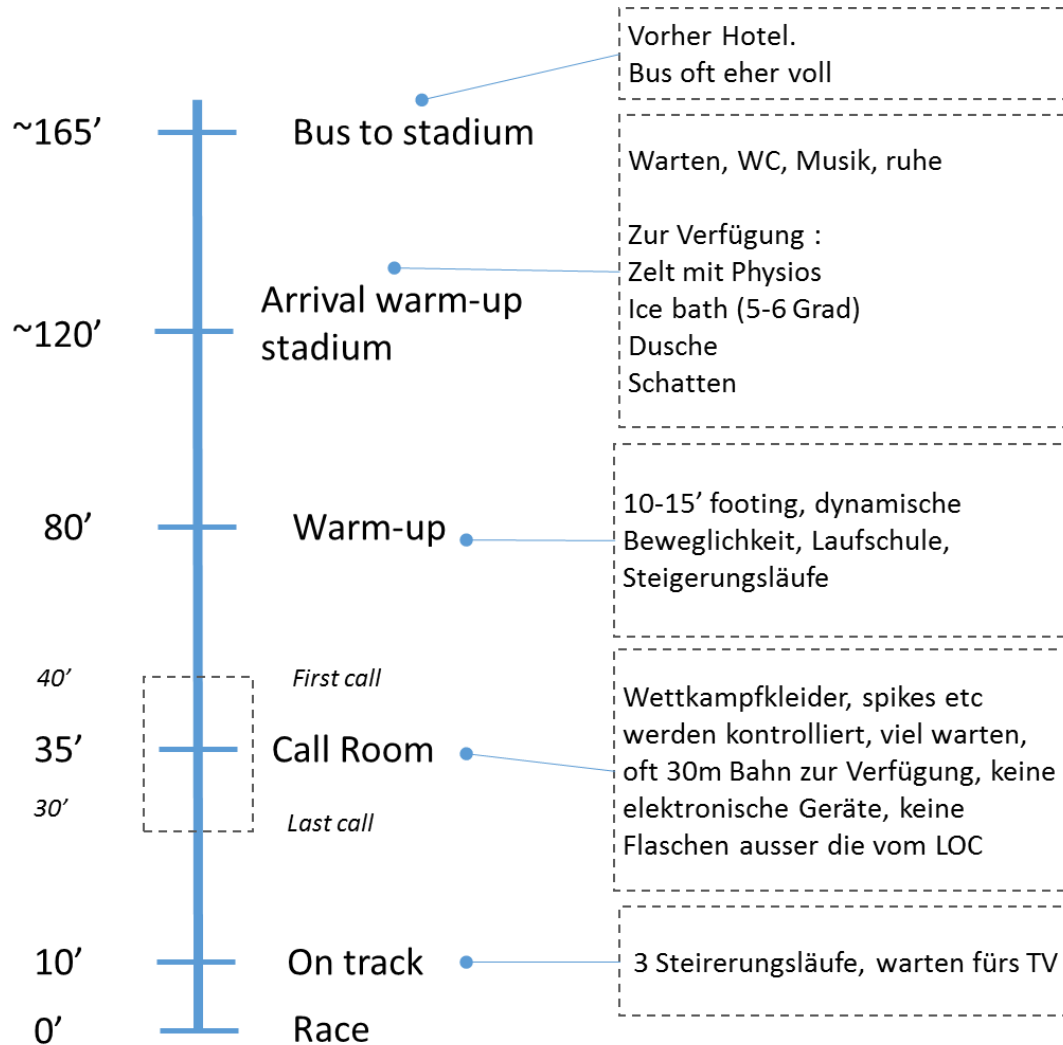 Vorher Hotel.
Bus oft eher voll
~165’
Bus to stadium
Warten, WC, Musik, ruhe
Zur Verfügung :
Zelt mit Physios
Ice bath (5-6 Grad)
Dusche
Schatten
~120’
Arrival warm-up
stadium
80’
Warm-up
10-15’ footing, dynamische
Beweglichkeit, Laufschule,
Steigerungsläufe
40’
First call
35’
Call Room
30’
Last call
Wettkampfkleider, spikes etc
werden kontrolliert, viel warten,
oft 30m Bahn zur Verfügung, keine
elektronische Geräte, keine
Flaschen ausser die vom LOC
10’
On track
3 Steirerungsläufe, warten fürs TV
0’
Race